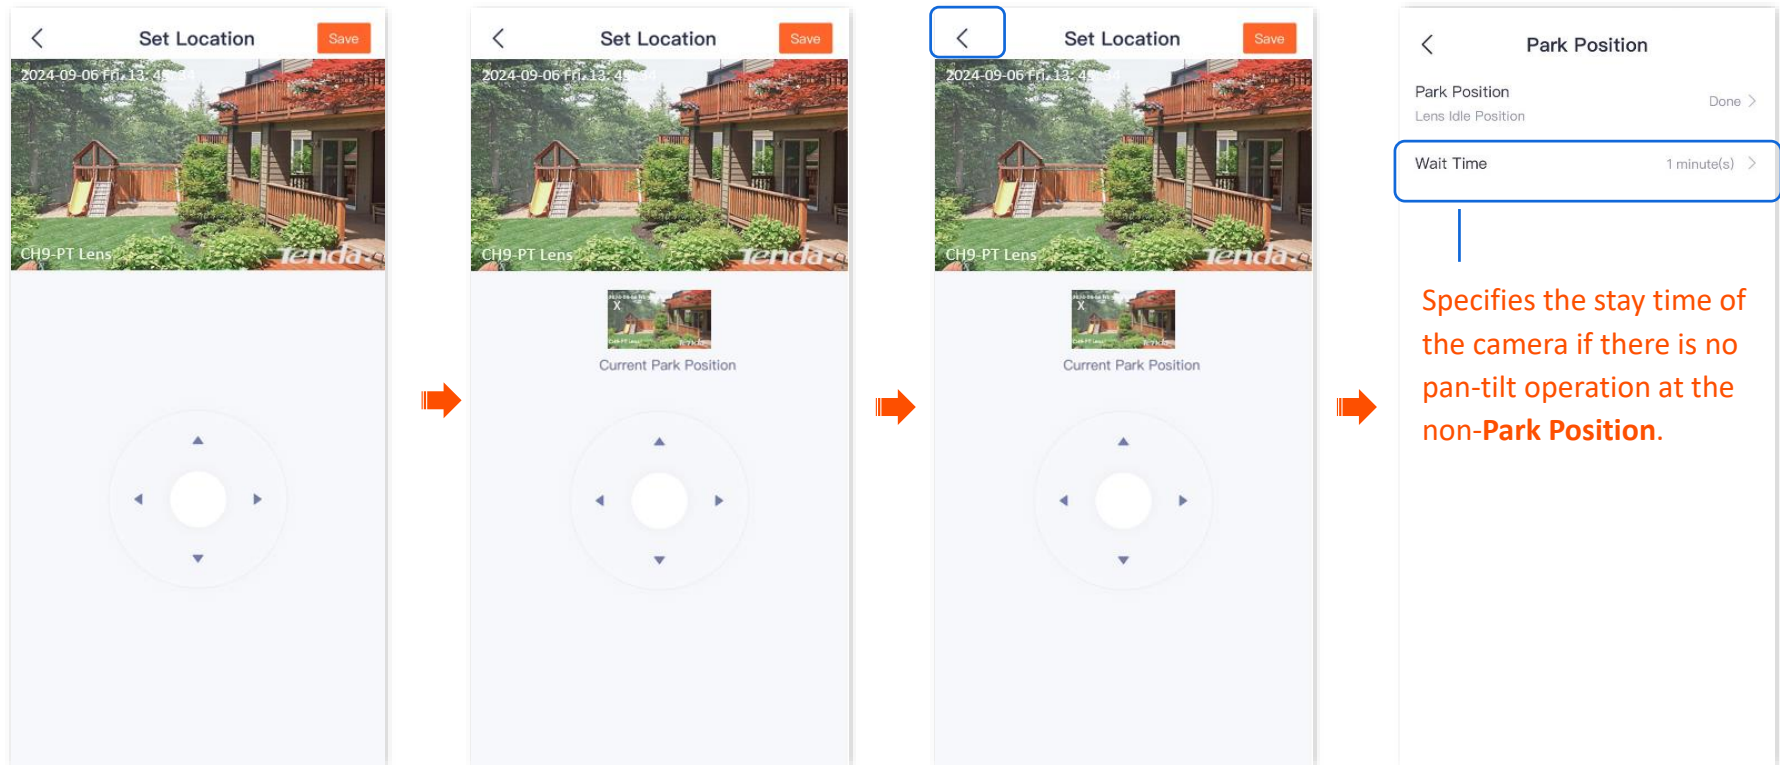 Set Location
Save
2024-09-06 Fri. 13:
CH9-PT Lens
Tenda
Set Location
Save
2024-09-06 Fri. 13:
CH9-PT Lens
Tenda
X
Current Park Position
Set Location
Save
2024-09-06 Fri. 13:
CH9-PT Lens
Tenda
X
Current Park Position
Park Position
Park Position
Done
Lens Idle Position
Wait Time
1 minute(s)
Specifies the stay time of
the camera if there is no
pan-tilt operation at the
non-Park Position.